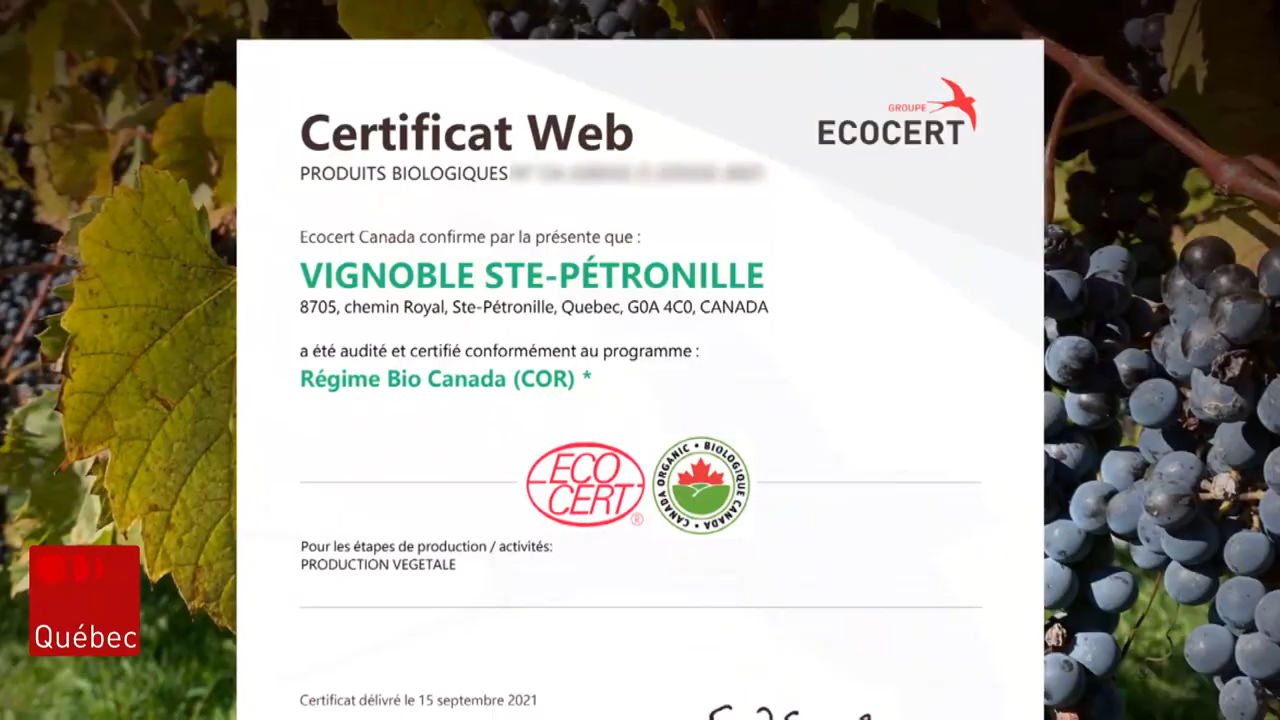 Certificat Web
PRODUITS BIOLOGIQUES
GROUPE
ECOCERT
Ecocert Canada confirme par la présente que :
VIGNOBLE STE-PÉTRONILLE
8705, chemin Royal, Ste-Pétronille, Quebec, G0A 4C0, CANADA
a été audité et certifié conformément au programme :
Régime Bio Canada (COR) *
ECO
CERT
®
CANADA ORGANIC • BIOLOGIQUE CANADA •
Pour les étapes de production / activités:
PRODUCTION VEGETALE
Québec
Certificat délivré le 15 septembre 2021